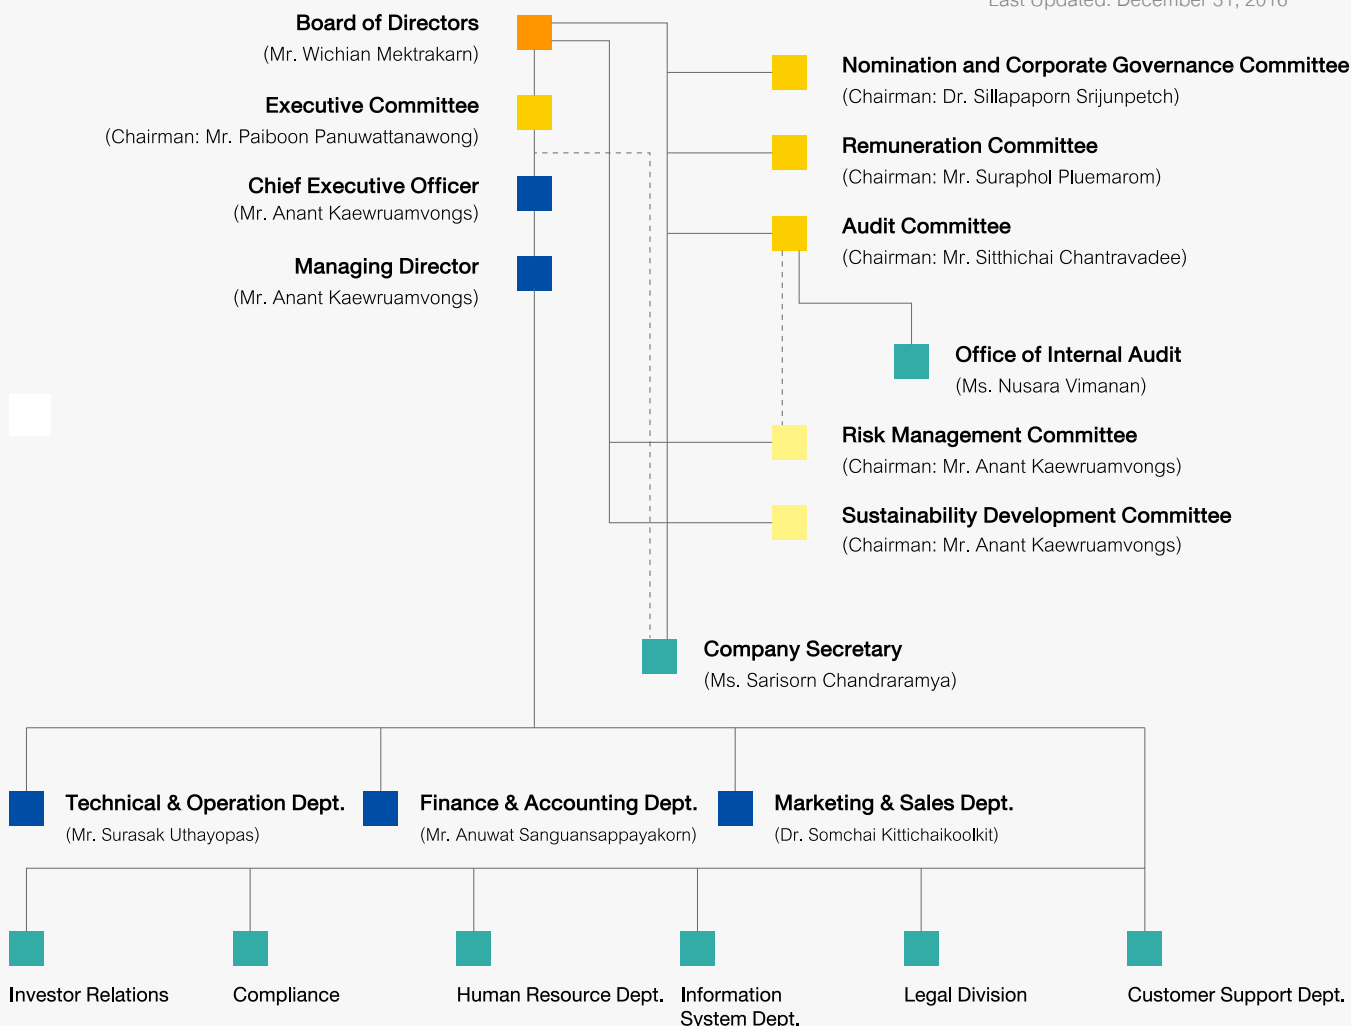 Last Updated: December 31, 2016
Board of Directors
(Mr. Wichian Mektrakarn)
Executive Committee
(Chairman: Mr. Paiboon Panuwattanawong)
Chief Executive Officer
(Mr. Anant Kaewruamvongs)
Managing Director
(Mr. Anant Kaewruamvongs)
Nomination and Corporate Governance Committee
(Chairman: Dr. Sillapaporn Srijunpetch)
Remuneration Committee
(Chairman: Mr. Suraphol Pluemarom)
Audit Committee
(Chairman: Mr. Sitthichai Chantravadee)
Office of Internal Audit
(Ms. Nusara Vimanan)
Risk Management Committee
(Chairman: Mr. Anant Kaewruamvongs)
Sustainability Development Committee
(Chairman: Mr. Anant Kaewruamvongs)
Company Secretary
(Ms. Sarisorn Chandraramya)
Technical & Operation Dept.
(Mr. Surasak Uthayopas)
Finance & Accounting Dept.
(Mr. Anuwat Sanguansappayakorn)
Marketing & Sales Dept.
(Dr. Somchai Kittichaikoolkit)
Investor Relations
Compliance
Human Resource Dept.
Information
System Dept.
Legal Division
Customer Support Dept.